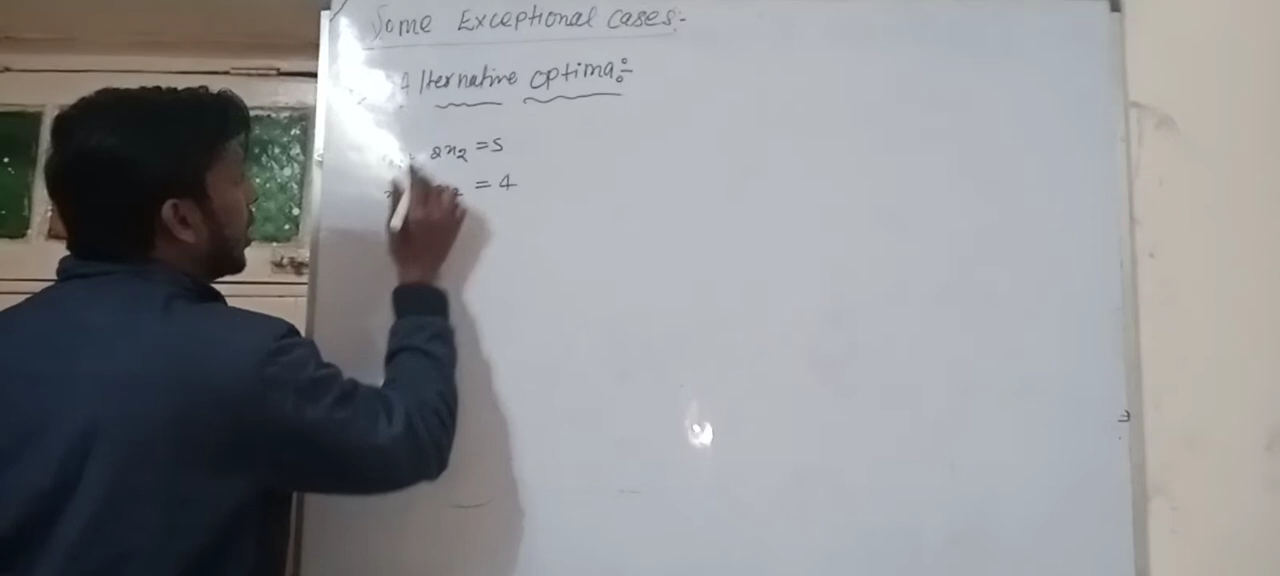 Some Exceptional Cases:-
Alternative optima:-
2x₂ = 5
x₂ = 4